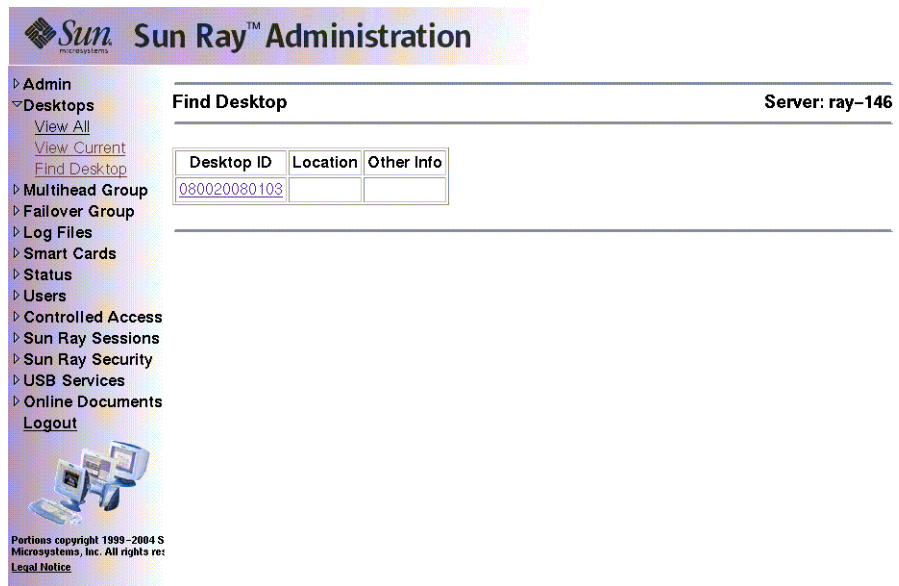 Sun microsystems Sun Ray™ Administration
Admin
Desktops
View All
View Current
Find Desktop
Multihead Group
Failover Group
Log Files
Smart Cards
Status
Users
Controlled Access
Sun Ray Sessions
Sun Ray Security
USB Services
Online Documents
Logout
Portions copyright 1999–2004 S
Microsystems, Inc. All rights res
Legal Notice
Find Desktop Server: ray–146
Desktop ID Location Other Info
080020080103